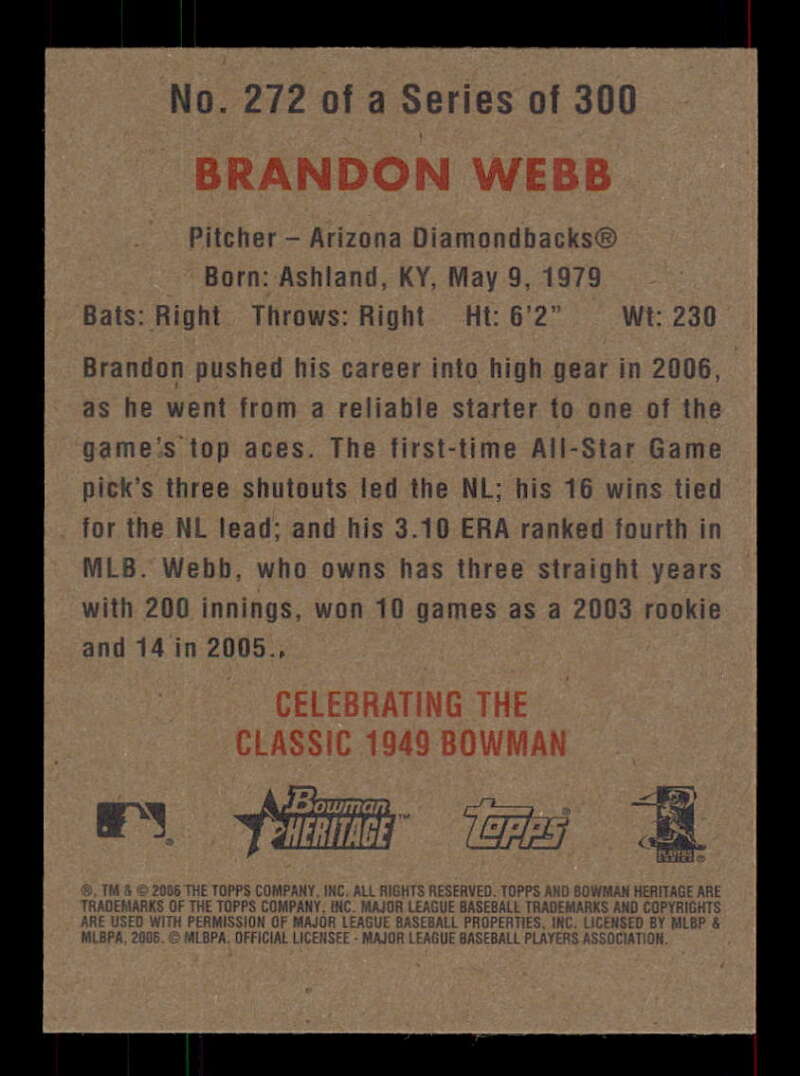 No. 272 of a Series of 300
BRANDON WEBB
Pitcher – Arizona Diamondbacks®
Born: Ashland, KY, May 9, 1979
Bats: Right Throws: Right Ht: 6'2" Wt: 230
Brandon pushed his career into high gear in 2006,
as he went from a reliable starter to one of the
game's top aces. The first-time All-Star Game
pick's three shutouts led the NL; his 16 wins tied
for the NL lead; and his 3.10 ERA ranked fourth in
MLB. Webb, who owns has three straight years
with 200 innings, won 10 games as a 2003 rookie
and 14 in 2005.,
CELEBRATING THE
CLASSIC 1949 BOWMAN
Bowman HERITAGE™ Topps®
®, TM & © 2006 THE TOPPS COMPANY, INC. ALL RIGHTS RESERVED. TOPPS AND BOWMAN HERITAGE ARE
TRADEMARKS OF THE TOPPS COMPANY, INC. MAJOR LEAGUE BASEBALL TRADEMARKS AND COPYRIGHTS
ARE USED WITH PERMISSION OF MAJOR LEAGUE BASEBALL PROPERTIES, INC. LICENSED BY MLBP &
MLBPA, 2006. © MLBPA. OFFICIAL LICENSEE - MAJOR LEAGUE BASEBALL PLAYERS ASSOCIATION.